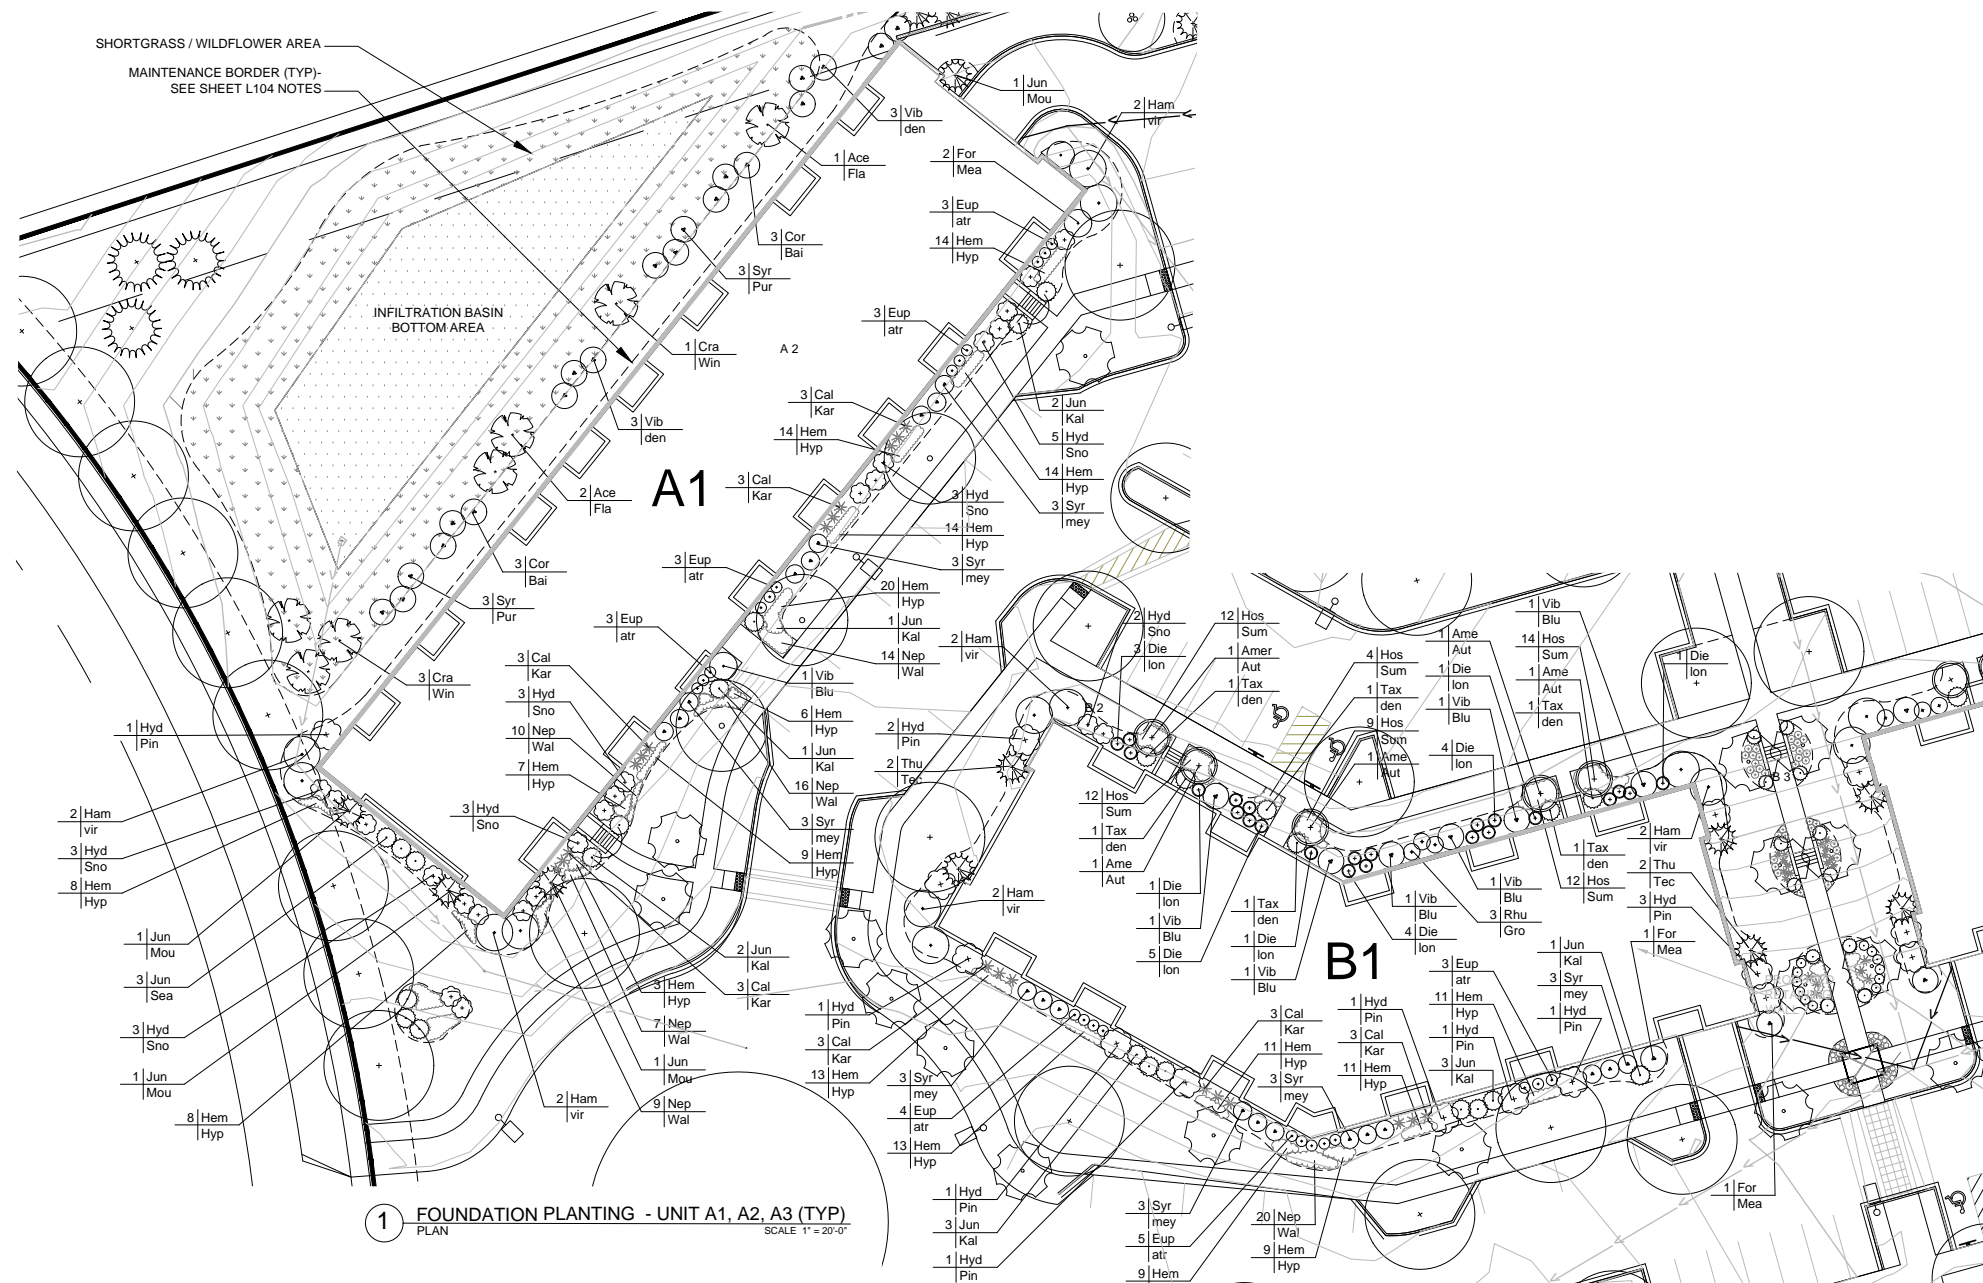 SHORTGRASS / WILDFLOWER AREA
MAINTENANCE BORDER (TYP)-
SEE SHEET L104 NOTES
INFILTRATION BASIN
BOTTOM AREA
A1
A 2
1 Jun
Mou
2 Ham
vir
3 Vib
den
1 Ace
Fla
2 For
Mea
3 Eup
atr
14 Hem
Hyp
3 Cor
Bai
3 Syr
Pur
3 Eup
atr
1 Cra
Win
3 Cal
Kar
14 Hem
Hyp
3 Vib
den
2 Jun
Kal
5 Hyd
Sno
14 Hem
Hyp
3 Syr
mey
3 Cal
Kar
2 Ace
Fla
3 Hyd
Sno
14 Hem
Hyp
3 Syr
mey
3 Cor
Bai
3 Eup
atr
20 Hem
Hyp
1 Jun
Kal
14 Nep
Wal
3 Syr
Pur
3 Eup
atr
3 Cal
Kar
3 Hyd
Sno
10 Nep
Wal
7 Hem
Hyp
3 Hyd
Sno
3 Cra
Win
1 Vib
Blu
6 Hem
Hyp
1 Jun
Kal
16 Nep
Wal
3 Syr
mey
9 Hem
Hyp
1 Hyd
Pin
2 Ham
vir
3 Hyd
Sno
8 Hem
Hyp
1 Jun
Mou
3 Jun
Sea
3 Hyd
Sno
1 Jun
Mou
8 Hem
Hyp
2 Ham
vir
2 Jun
Kal
3 Cal
Kar
3 Hem
Hyp
7 Nep
Wal
1 Jun
Mou
9 Nep
Wal
2 Ham
vir
2 Hyd
Sno
3 Die
lon
12 Hos
Sum
1 Amer
Aut
1 Tax
den
4 Hos
Sum
1 Tax
den
9 Hos
Sum
1 Ame
Aut
1 Ame
Aut
1 Die
lon
1 Vib
Blu
4 Die
lon
1 Vib
Blu
14 Hos
Sum
1 Ame
Aut
1 Tax
den
1 Die
lon
B 2
B 3
2 Hyd
Pin
2 Thu
Tec
12 Hos
Sum
1 Tax
den
1 Ame
Aut
2 Ham
vir
1 Die
lon
1 Vib
Blu
5 Die
lon
1 Tax
den
1 Die
lon
1 Vib
Blu
B1
1 Vib
Blu
4 Die
lon
1 Vib
Blu
3 Rhu
Gro
1 Tax
den
12 Hos
Sum
2 Ham
vir
2 Thu
Tec
3 Hyd
Pin
1 For
Mea
1 Jun
Kal
3 Syr
mey
1 Hyd
Pin
3 Eup
atr
11 Hem
Hyp
1 Hyd
Pin
3 Jun
Kal
1 Hyd
Pin
3 Cal
Kar
11 Hem
Hyp
3 Cal
Kar
11 Hem
Hyp
3 Syr
mey
1 Hyd
Pin
3 Cal
Kar
13 Hem
Hyp
3 Syr
mey
4 Eup
atr
13 Hem
Hyp
1 Hyd
Pin
3 Jun
Kal
1 Hyd
Pin
3 Syr
mey
5 Eup
atr
9 Hem
20 Nep
Wal
9 Hem
Hyp
1 For
Mea
1 FOUNDATION PLANTING - UNIT A1, A2, A3 (TYP)
PLAN SCALE 1" = 20'-0"